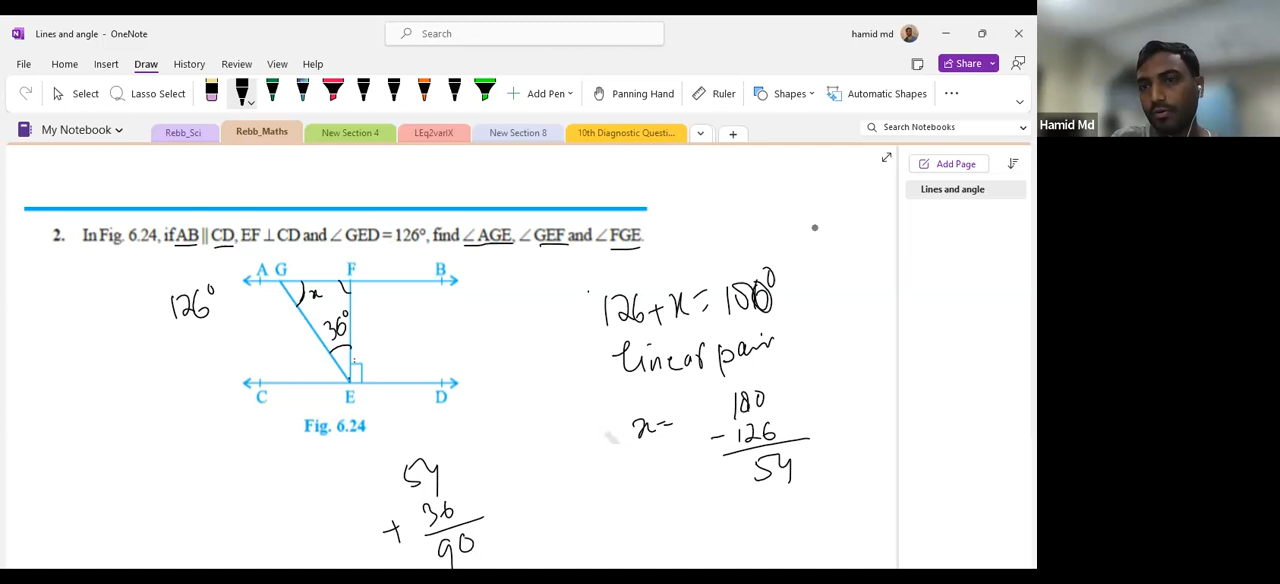 Lines and angle - OneNote
Search
hamid md
File Home Insert Draw History Review View Help
Share
Select Lasso Select Add Pen Panning Hand Ruler Shapes Automatic Shapes
My Notebook
Rebb_Sci Rebb_Maths New Section 4 LEq2varIX New Section 8 10th Diagnostic Questi...
Search Notebooks
Add Page
Lines and angle
Hamid Md
2. In Fig. 6.24, if AB || CD, EF ⊥ CD and ∠GED = 126°, find ∠AGE, ∠GEF and ∠FGE.
A G F B
x
126°
36°
C E D
Fig. 6.24
126 + x = 180°
linear pair
x =
180
- 126
54
54
+ 36
90